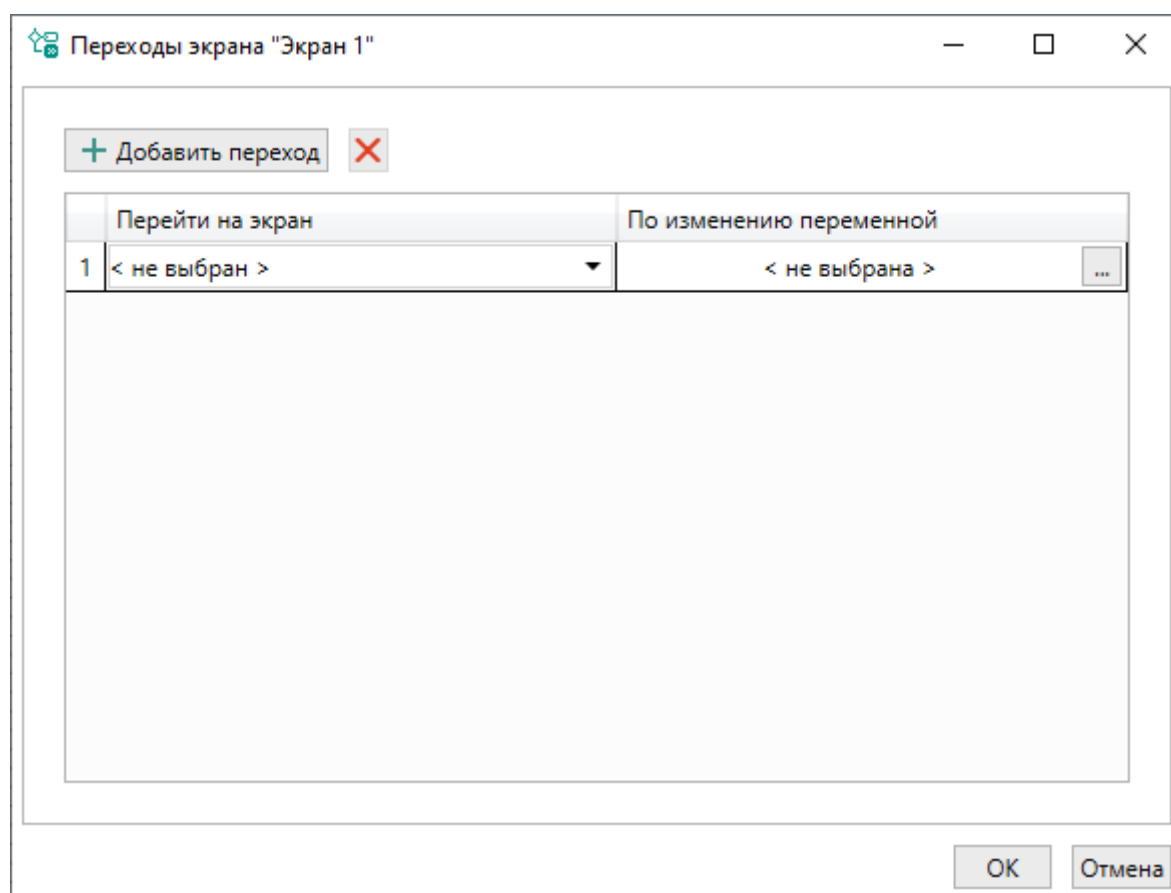 Переходы экрана "Экран 1"
Добавить переход
Перейти на экран По изменению переменной
1 < не выбран > < не выбрана > ...
OK Отмена